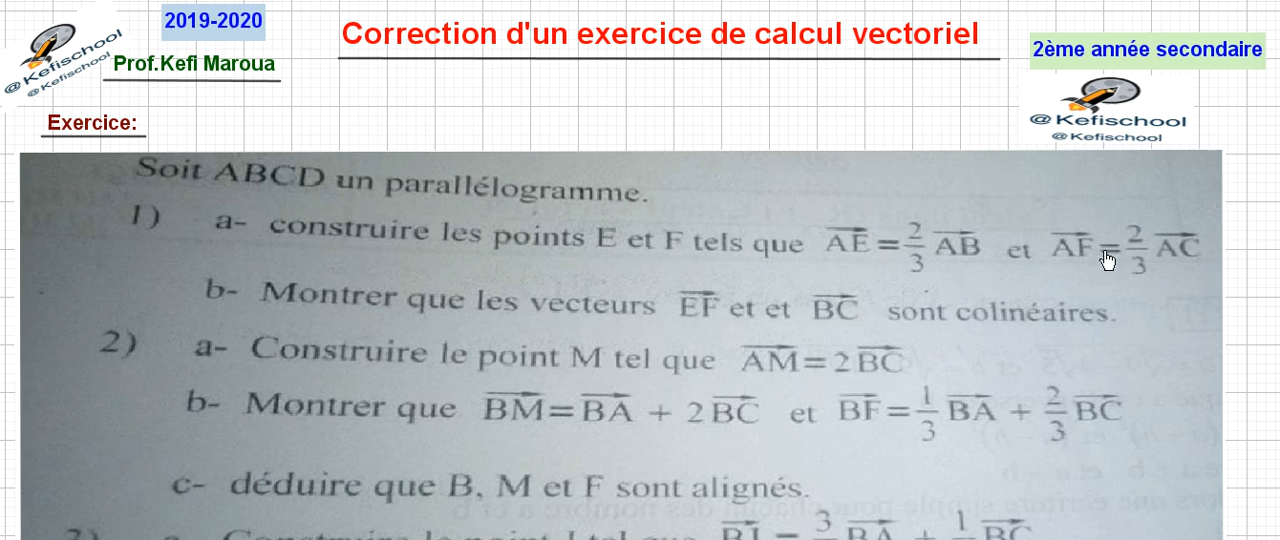 2019-2020
Correction d'un exercice de calcul vectoriel
2ème année secondaire
@Kefischool
@Kefischool
Prof.Kefi Maroua
@Kefischool
@Kefischool
Exercice:
Soit ABCD un parallélogramme.
1) a- construire les points E et F tels que AE⃗ = 2/3 AB⃗ et AF⃗ = 2/3 AC⃗
b- Montrer que les vecteurs EF⃗ et et BC⃗ sont colinéaires.
2) a- Construire le point M tel que AM⃗ = 2 BC⃗
b- Montrer que BM⃗ = BA⃗ + 2 BC⃗ et BF⃗ = 1/3 BA⃗ + 2/3 BC⃗
c- déduire que B, M et F sont alignés.